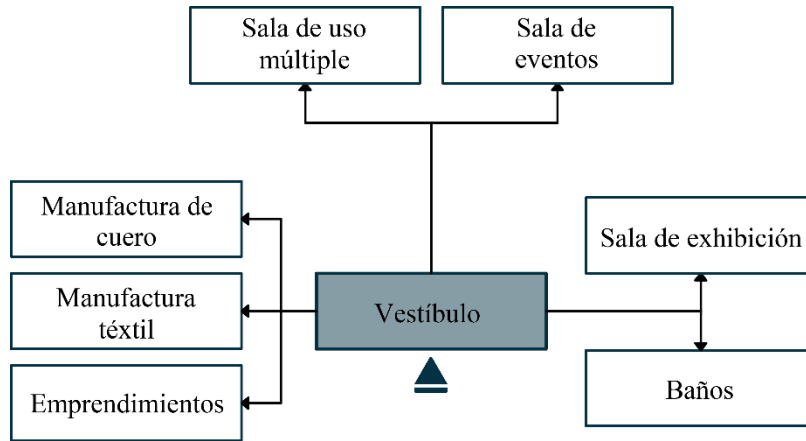 Sala de uso
múltiple
Sala de
eventos
Manufactura de
cuero
Sala de exhibición
Manufactura
téxtil
Vestíbulo
Emprendimientos
Baños